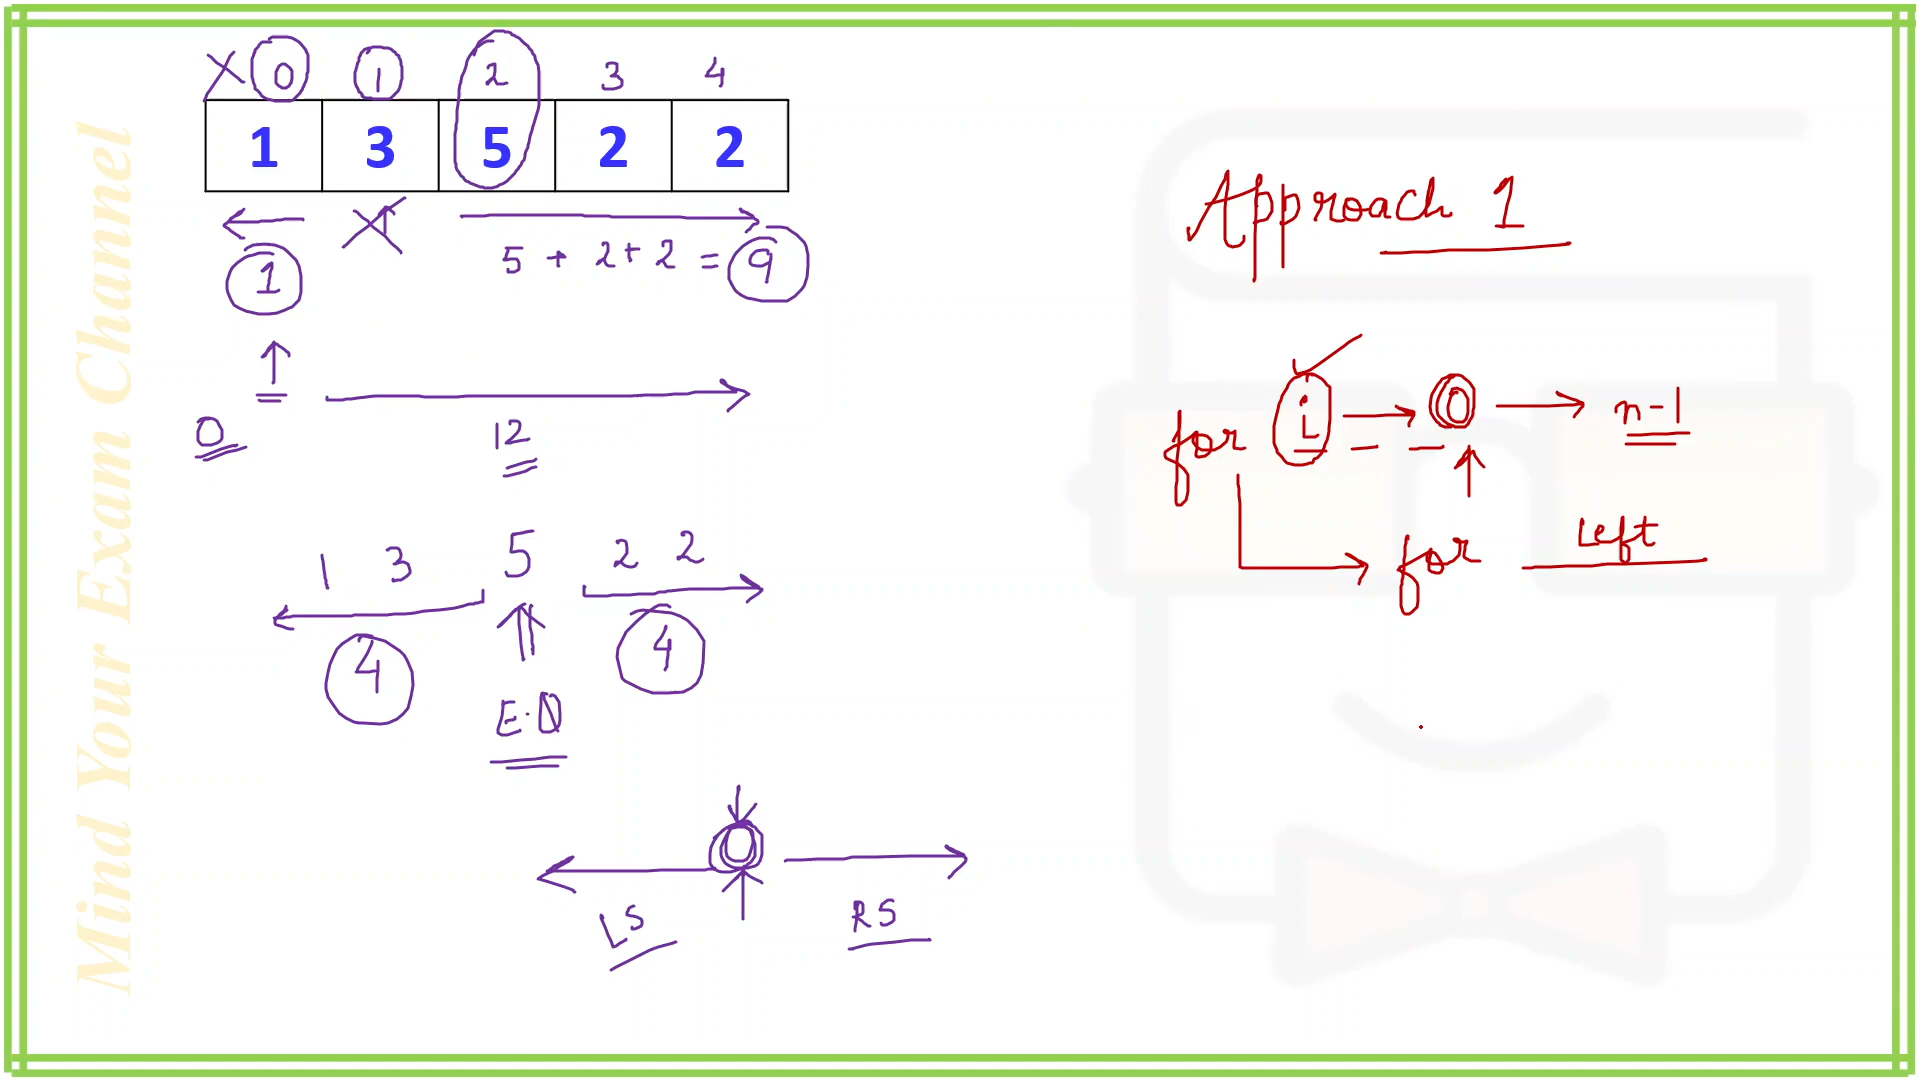 0 1 2 3 4
1 3 5 2 2
5 + 2 + 2 = 9
1
0
12
1 3 5 2 2
4 4
E.Q
0
LS RS
Approach 1
for i → 0 → n-1
for Left
Mind Your Exam Channel